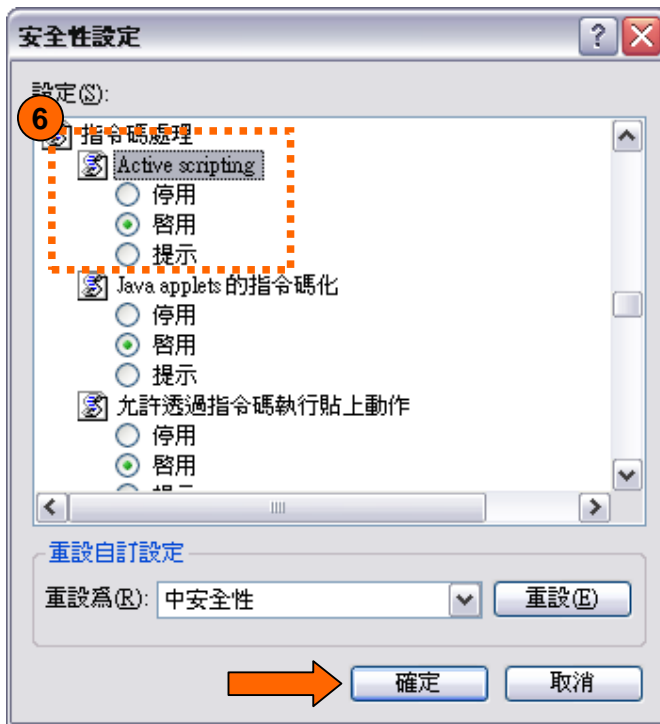 安全性設定
設定(S):
6
指令碼處理
Active scripting
停用
啓用
提示
Java applets 的指令碼化
停用
啓用
提示
允許透過指令碼執行貼上動作
停用
啓用
重設自訂設定
重設爲(R): 中安全性 重設(E)
確定 取消